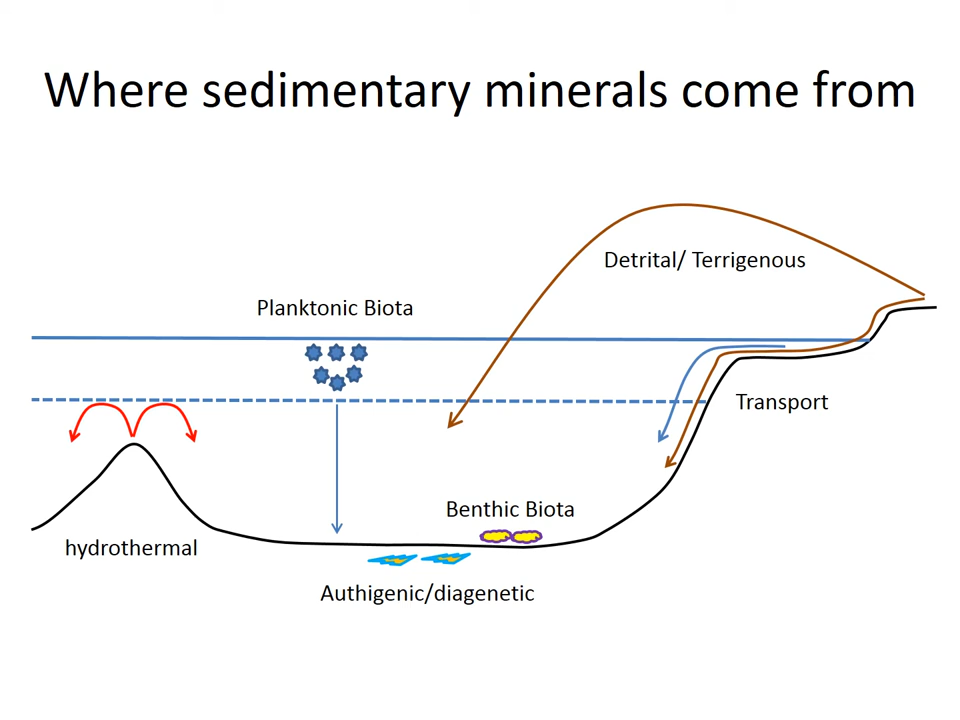 Where sedimentary minerals come from
Detrital/ Terrigenous
Planktonic Biota
Transport
Benthic Biota
hydrothermal
Authigenic/diagenetic